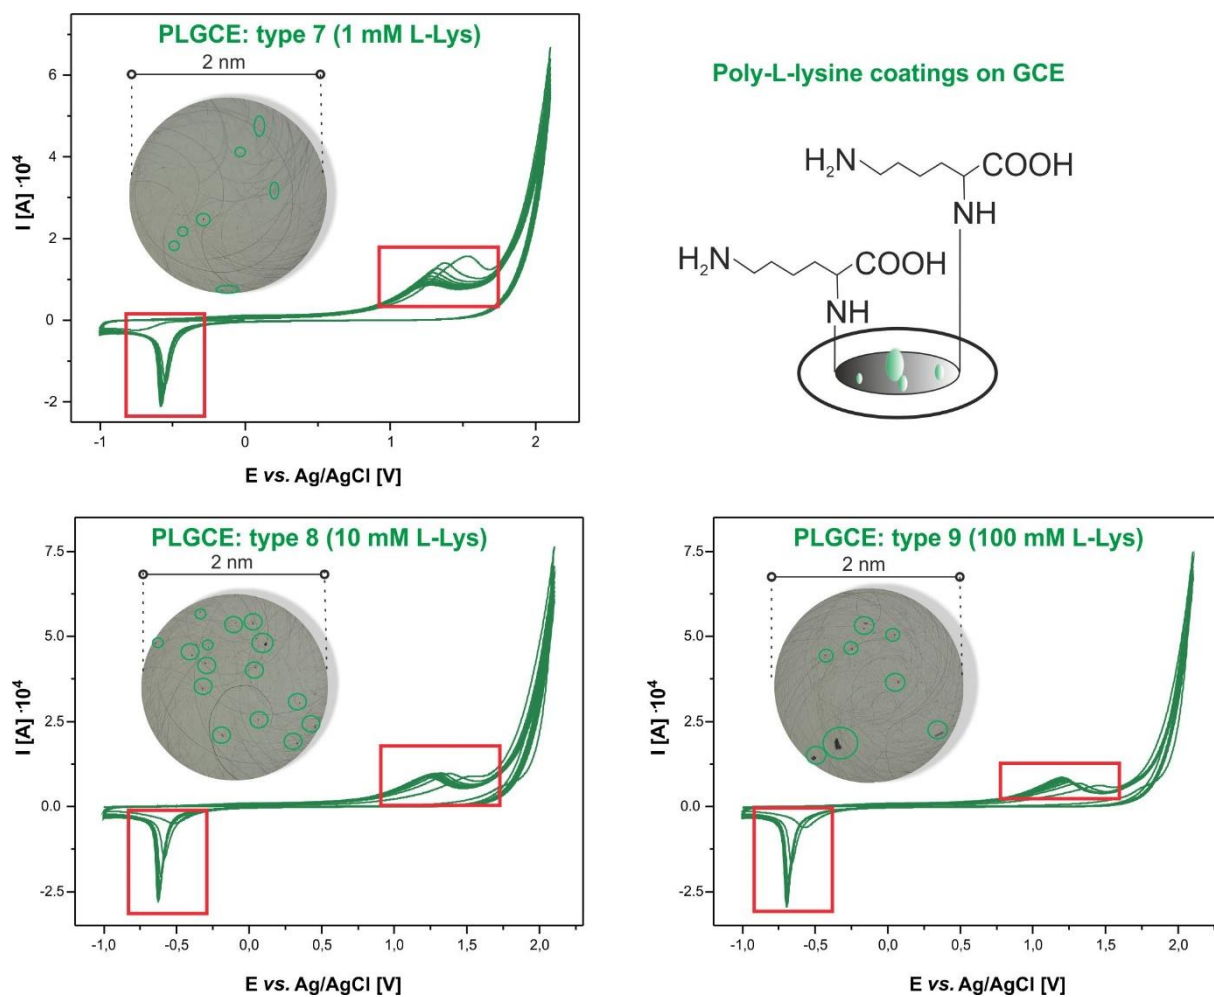 PLGCE: type 7 (1 mM L-Lys)
2 nm
6
4
2
0
-2
I [A] ·10⁴
-1
0
1
2
E vs. Ag/AgCl [V]
Poly-L-lysine coatings on GCE
H₂N
COOH
NH
H₂N
COOH
NH
PLGCE: type 8 (10 mM L-Lys)
2 nm
7.5
5.0
2.5
0.0
-2.5
I [A] ·10⁴
-1,0
-0,5
0,0
0,5
1,0
1,5
2,0
E vs. Ag/AgCl [V]
PLGCE: type 9 (100 mM L-Lys)
2 nm
7.5
5.0
2.5
0.0
-2.5
I [A] ·10⁴
-1,0
-0,5
0,0
0,5
1,0
1,5
2,0
E vs. Ag/AgCl [V]